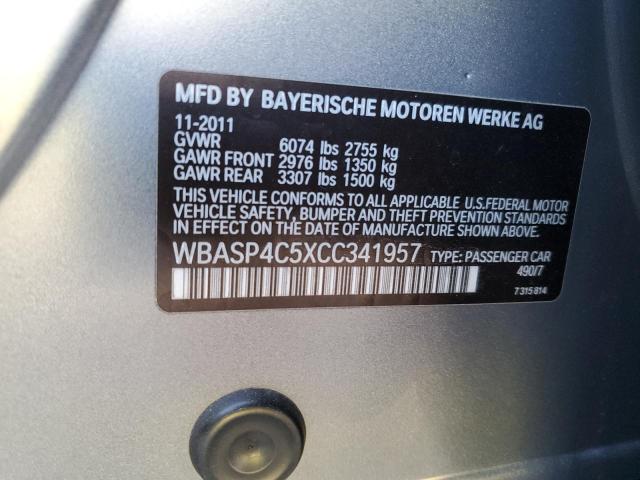 MFD BY BAYERISCHE MOTOREN WERKE AG
11-2011
GVWR 6074 lbs 2755 kg
GAWR FRONT 2976 lbs 1350 kg
GAWR REAR 3307 lbs 1500 kg
THIS VEHICLE CONFORMS TO ALL APPLICABLE U.S.FEDERAL MOTOR
VEHICLE SAFETY, BUMPER AND THEFT PREVENTION STANDARDS
IN EFFECT ON THE DATE OF MANUFACTURE SHOWN ABOVE.
WBASP4C5XCC341957 TYPE: PASSENGER CAR
490/7
7 315 814